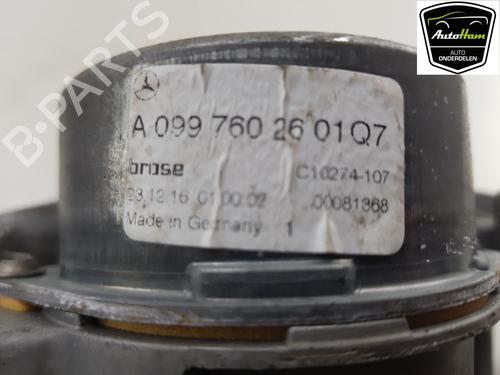 AutoHam
AUTO
ONDERDELEN
B-PARTS
A 099 760 26 01Q7
brose
C10274-107
23.12.16 01:00:02
00081368
Made in Germany
1